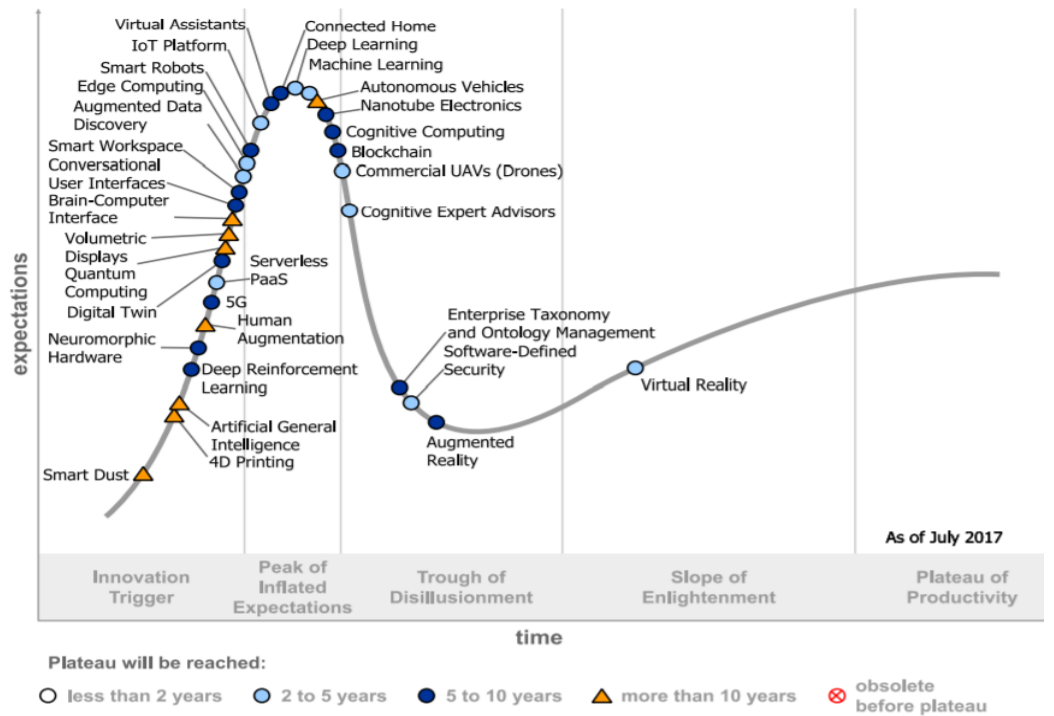 Virtual Assistants
IoT Platform
Smart Robots
Edge Computing
Augmented Data
Discovery
Smart Workspace
Conversational
User Interfaces
Brain-Computer
Interface
Volumetric
Displays
Quantum
Computing
Digital Twin
Serverless
PaaS
5G
Human
Augmentation
Neuromorphic
Hardware
Deep Reinforcement
Learning
Artificial General
Intelligence
4D Printing
Smart Dust
Connected Home
Deep Learning
Machine Learning
Autonomous Vehicles
Nanotube Electronics
Cognitive Computing
Blockchain
Commercial UAVs (Drones)
Cognitive Expert Advisors
Enterprise Taxonomy
and Ontology Management
Software-Defined
Security
Augmented
Reality
Virtual Reality
expectations
As of July 2017
Innovation
Trigger
Peak of
Inflated
Expectations
Trough of
Disillusionment
Slope of
Enlightenment
Plateau of
Productivity
time
Plateau will be reached:
less than 2 years
2 to 5 years
5 to 10 years
more than 10 years
obsolete
before plateau